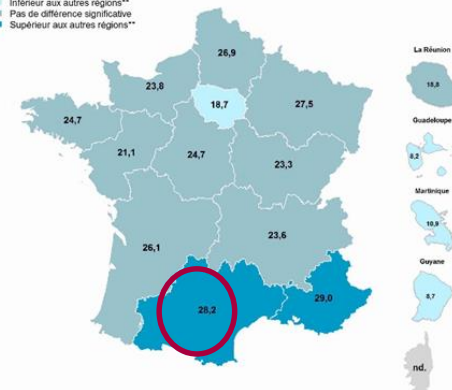 Inférieur aux autres régions**
Pas de différence significative
Supérieur aux autres régions**
26,9
La Réunion
23,8
18,7
27,5
24,7
Guadeloupe
21,1
24,7
23,3
8,2
Martinique
26,1
23,6
10,9
Guyane
28,2
29,0
8,7
nd.